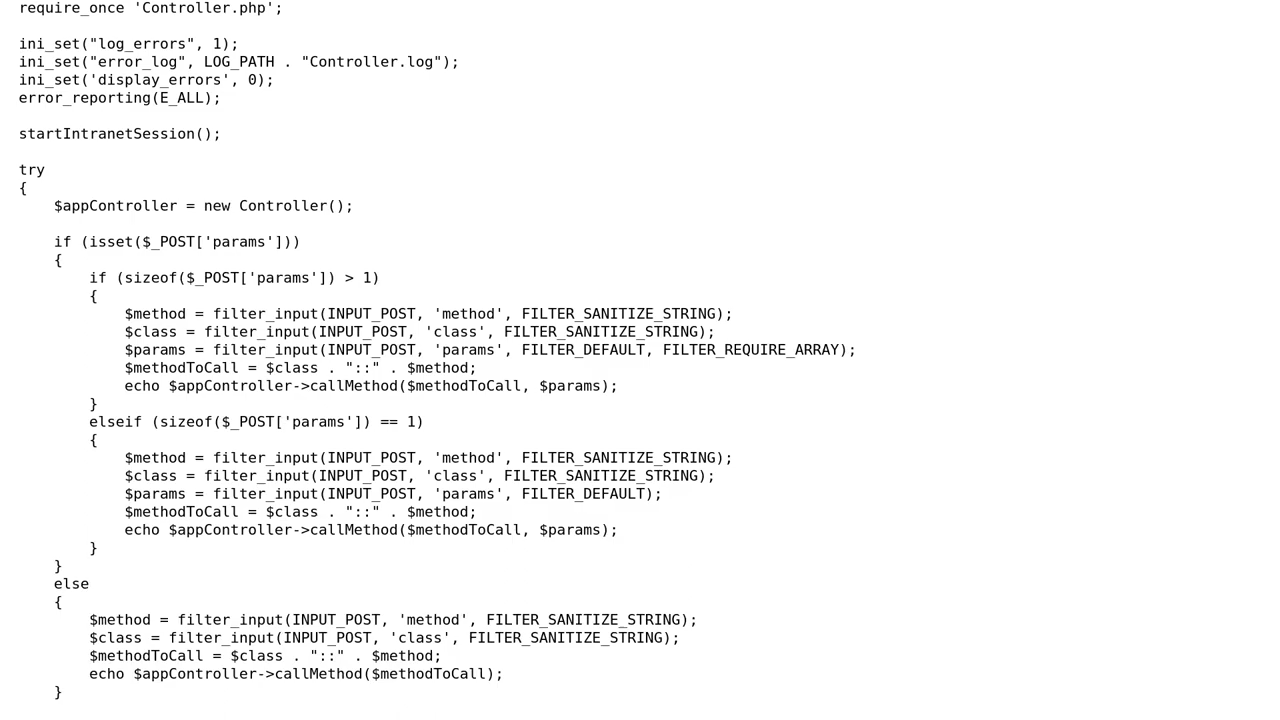 require_once 'Controller.php';
ini_set("log_errors", 1);
ini_set("error_log", LOG_PATH . "Controller.log");
ini_set('display_errors', 0);
error_reporting(E_ALL);
startIntranetSession();
try
{
    $appController = new Controller();
    if (isset($_POST['params']))
    {
        if (sizeof($_POST['params']) > 1)
        {
            $method = filter_input(INPUT_POST, 'method', FILTER_SANITIZE_STRING);
            $class = filter_input(INPUT_POST, 'class', FILTER_SANITIZE_STRING);
            $params = filter_input(INPUT_POST, 'params', FILTER_DEFAULT, FILTER_REQUIRE_ARRAY);
            $methodToCall = $class . "::" . $method;
            echo $appController->callMethod($methodToCall, $params);
        }
        elseif (sizeof($_POST['params']) == 1)
        {
            $method = filter_input(INPUT_POST, 'method', FILTER_SANITIZE_STRING);
            $class = filter_input(INPUT_POST, 'class', FILTER_SANITIZE_STRING);
            $params = filter_input(INPUT_POST, 'params', FILTER_DEFAULT);
            $methodToCall = $class . "::" . $method;
            echo $appController->callMethod($methodToCall, $params);
        }
    }
    else
    {
        $method = filter_input(INPUT_POST, 'method', FILTER_SANITIZE_STRING);
        $class = filter_input(INPUT_POST, 'class', FILTER_SANITIZE_STRING);
        $methodToCall = $class . "::" . $method;
        echo $appController->callMethod($methodToCall);
    }